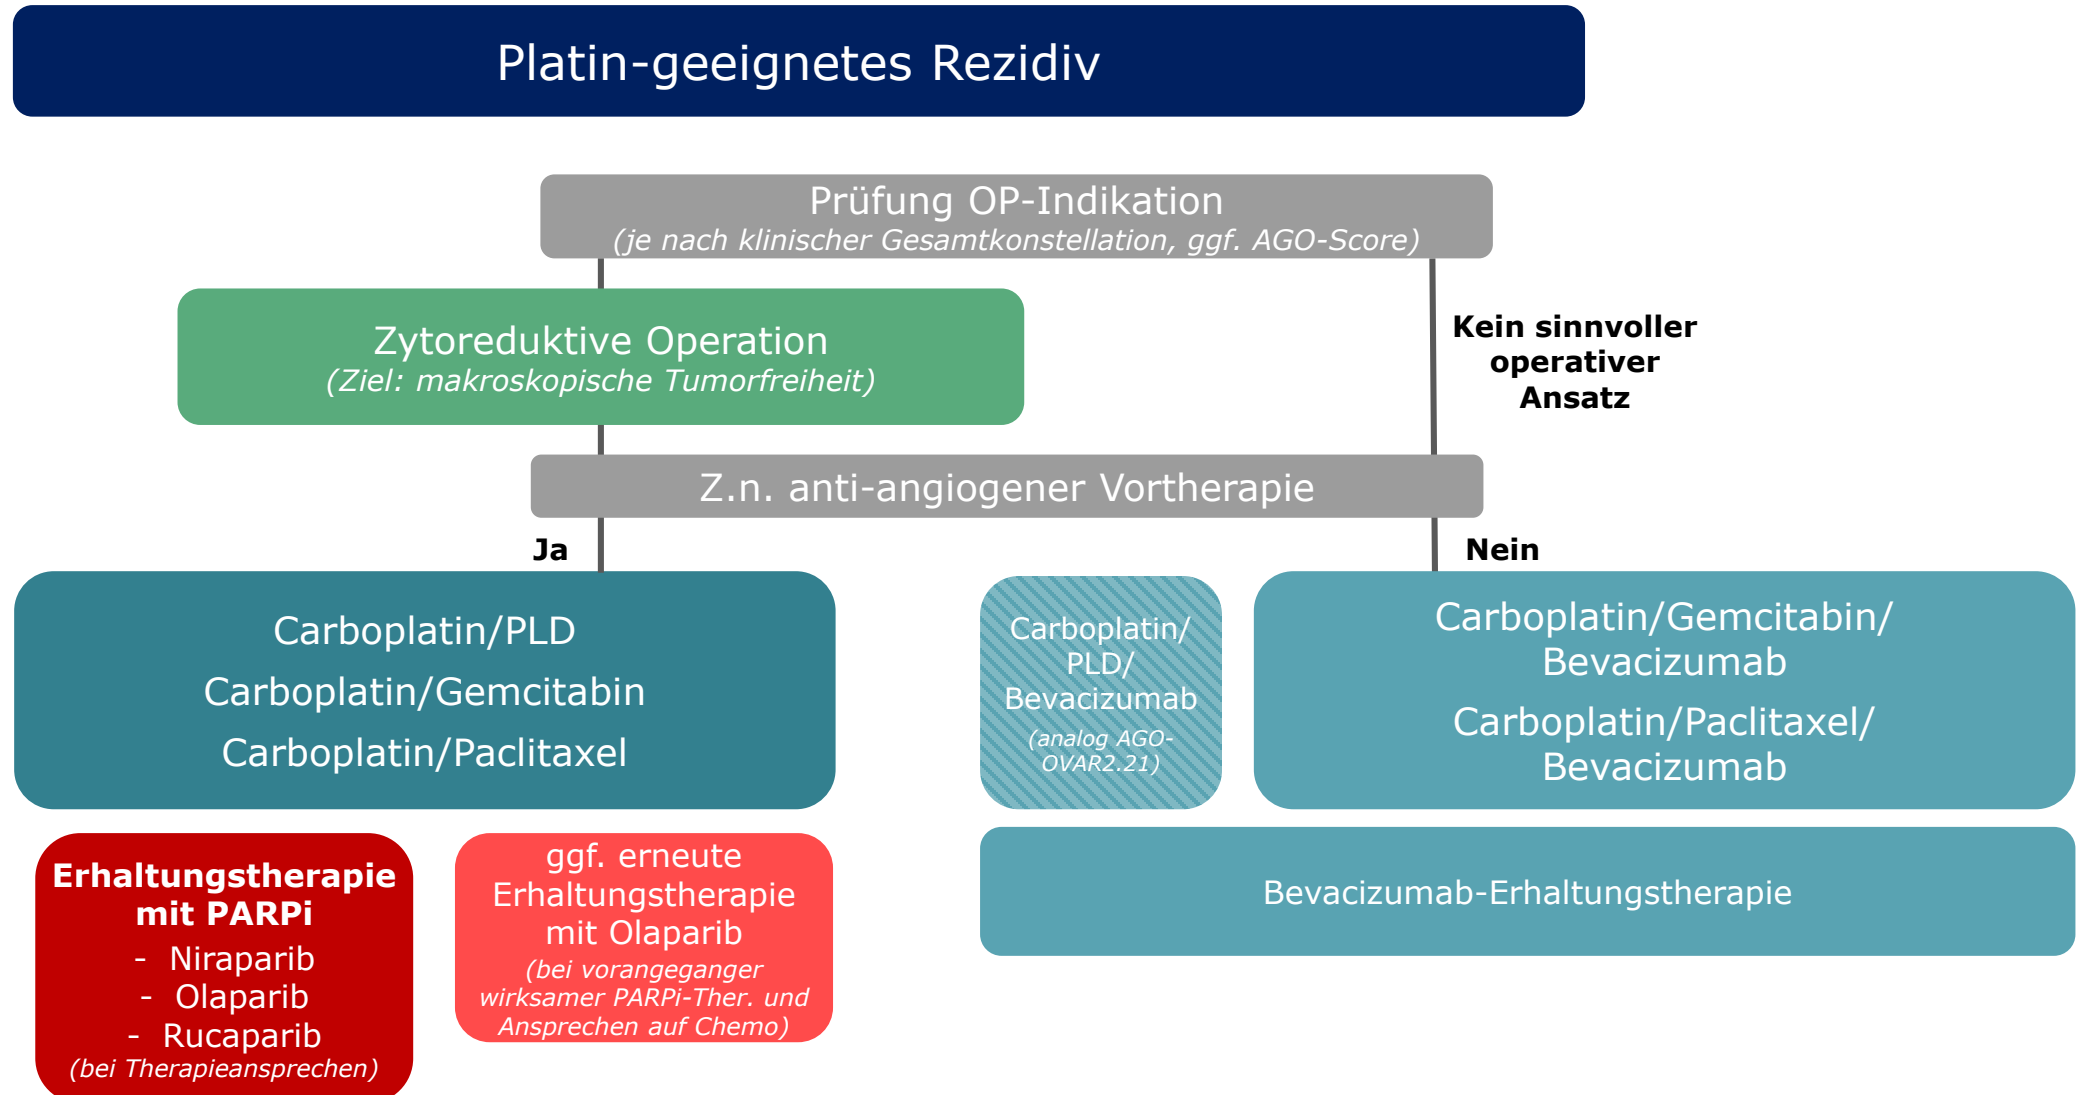 Platin-geeignetes Rezidiv
Prüfung OP-Indikation
(je nach klinischer Gesamtkonstellation, ggf. AGO-Score)
Zytoreduktive Operation
(Ziel: makroskopische Tumorfreiheit)
Kein sinnvoller
operativer
Ansatz
Z.n. anti-angiogener Vortherapie
Ja
Nein
Carboplatin/PLD
Carboplatin/Gemcitabin
Carboplatin/Paclitaxel
Carboplatin/
PLD/
Bevacizumab
(analog AGO-
OVAR2.21)
Carboplatin/Gemcitabin/
Bevacizumab
Carboplatin/Paclitaxel/
Bevacizumab
Erhaltungstherapie
mit PARPi
- Niraparib
- Olaparib
- Rucaparib
(bei Therapieansprechen)
ggf. erneute
Erhaltungstherapie
mit Olaparib
(bei vorangeganger
wirksamer PARPi-Ther. und
Ansprechen auf Chemo)
Bevacizumab-Erhaltungstherapie